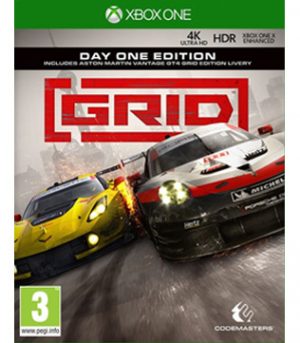 XBOX ONE
4K
ULTRA HD
HDR
XBOX ONE X
ENHANCED
DAY ONE EDITION
INCLUDES ASTON MARTIN VANTAGE GT4 GRID EDITION LIVERY
GRID
MICHELIN
3
www.pegi.info
CODEMASTERS